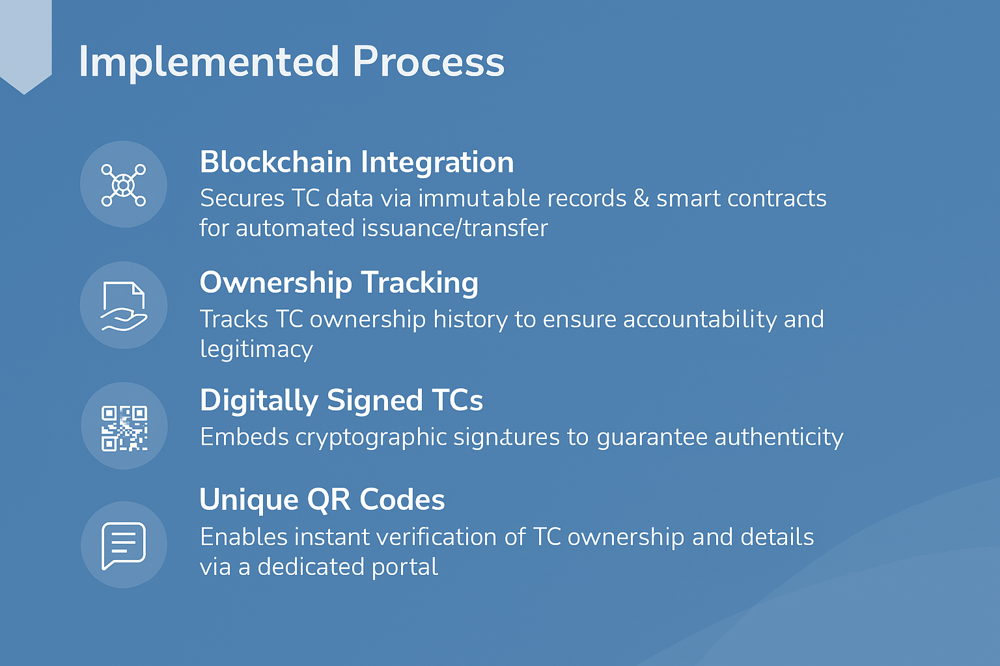 Implemented Process
Blockchain Integration
Secures TC data via immutable records & smart contracts
for automated issuance/transfer
Ownership Tracking
Tracks TC ownership history to ensure accountability and
legitimacy
Digitally Signed TCs
Embeds cryptographic signatures to guarantee authenticity
Unique QR Codes
Enables instant verification of TC ownership and details
via a dedicated portal